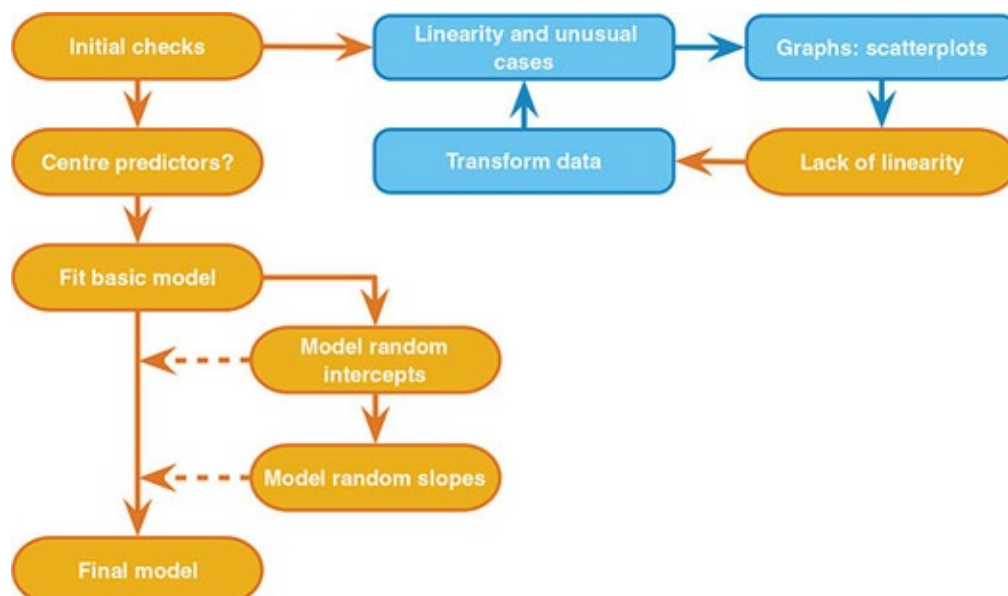 Initial checks
Linearity and unusual
cases
Graphs: scatterplots
Centre predictors?
Transform data
Lack of linearity
Fit basic model
Model random
intercepts
Model random slopes
Final model